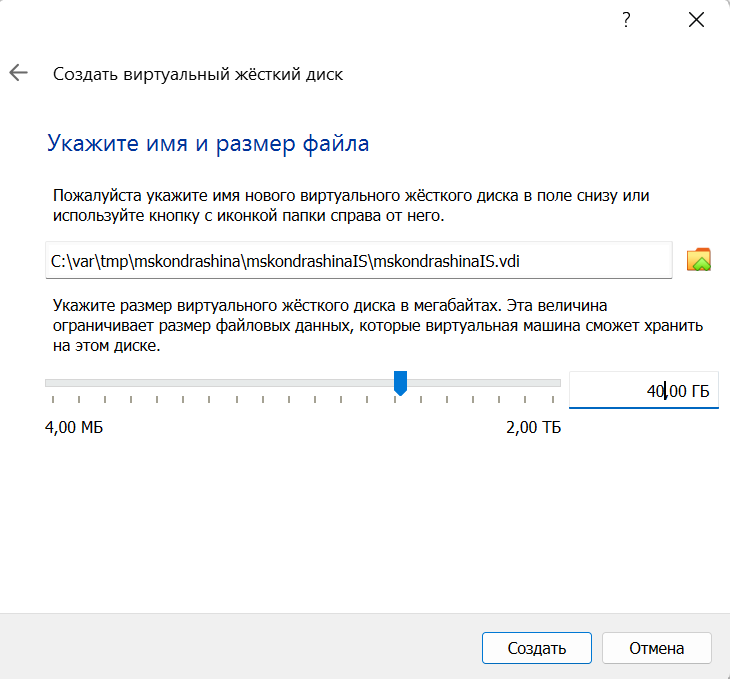 ?
Создать виртуальный жёсткий диск
Укажите имя и размер файла
Пожалуйста укажите имя нового виртуального жёсткого диска в поле снизу или
используйте кнопку с иконкой папки справа от него.
C:\var\tmp\mskondrashina\mskondrashinaIS\mskondrashinaIS.vdi
Укажите размер виртуального жёсткого диска в мегабайтах. Эта величина
ограничивает размер файловых данных, которые виртуальная машина сможет хранить
на этом диске.
40,00 ГБ
4,00 МБ 2,00 ТБ
Создать Отмена